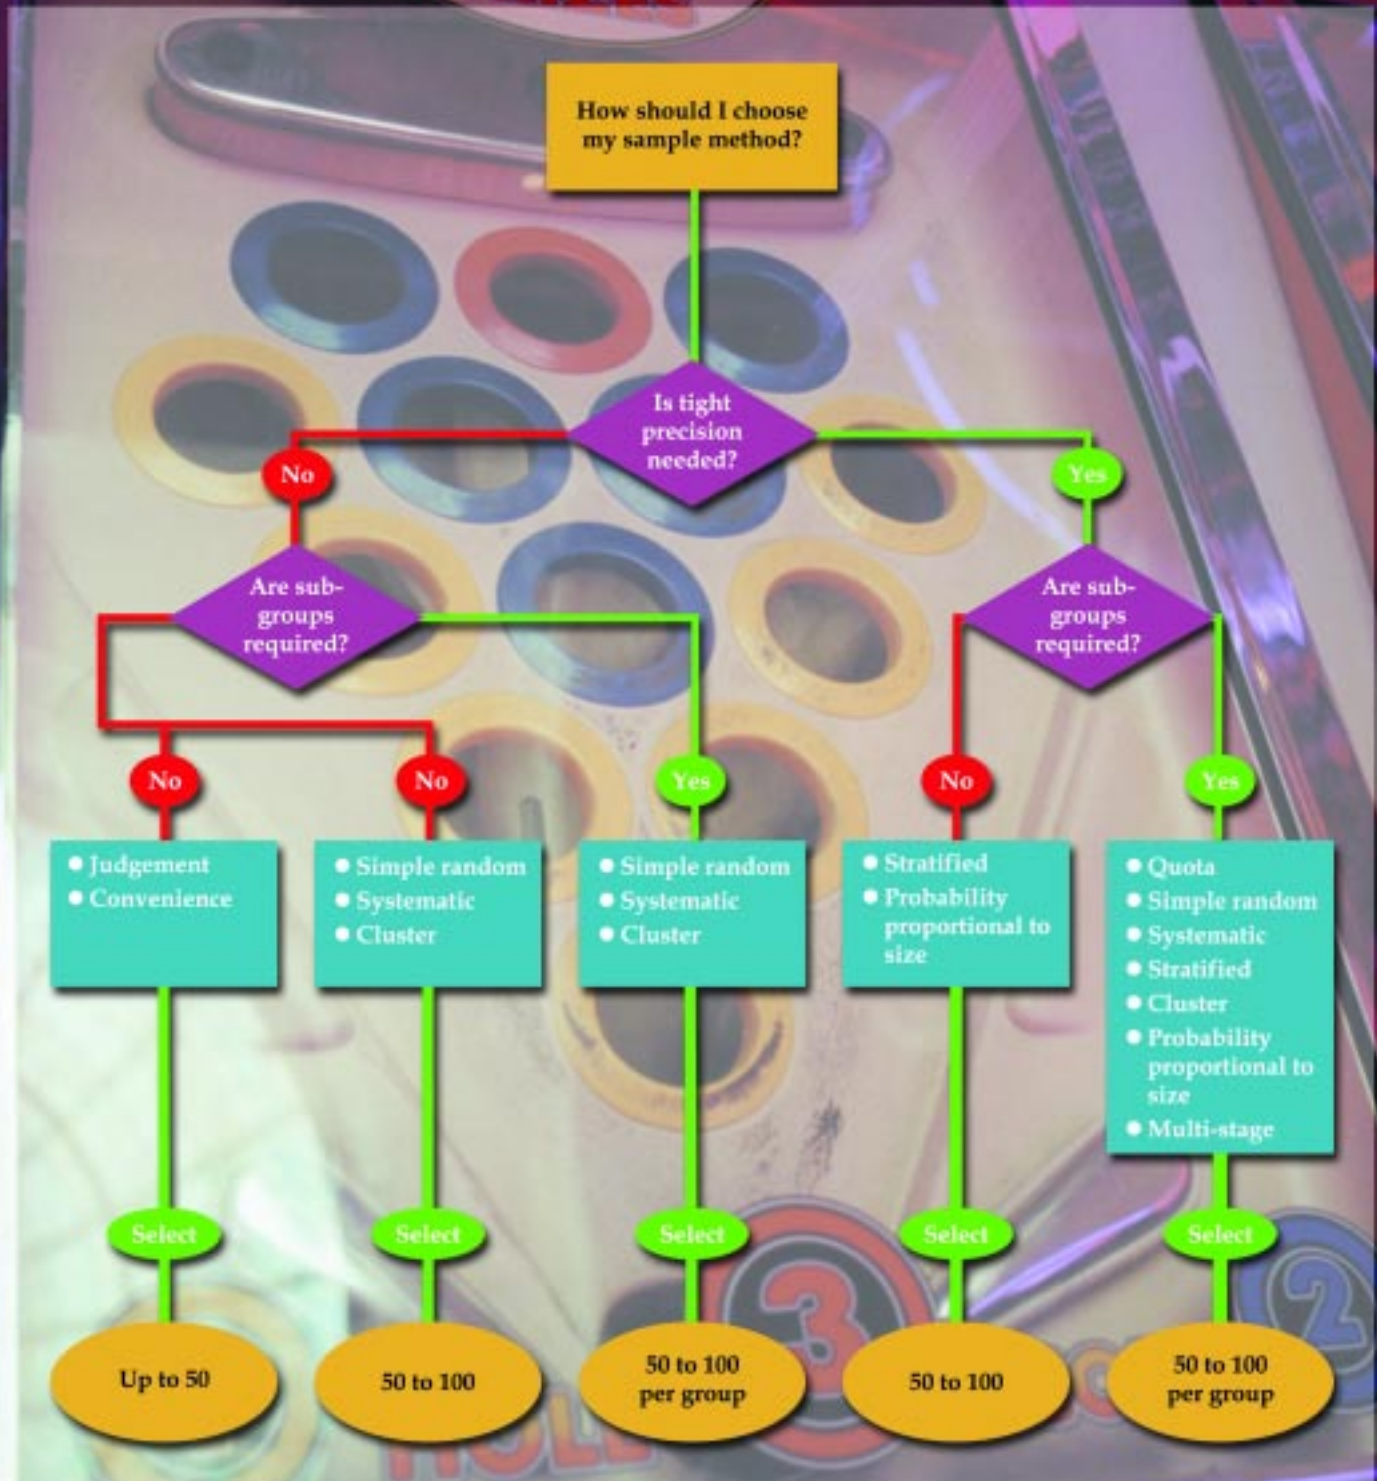 How should I choose
my sample method?
Is tight
precision
needed?
No
Yes
Are sub-
groups
required?
Are sub-
groups
required?
No
No
Yes
No
Yes
● Judgement
● Convenience
● Simple random
● Systematic
● Cluster
● Simple random
● Systematic
● Cluster
● Stratified
● Probability
proportional to
size
● Quota
● Simple random
● Systematic
● Stratified
● Cluster
● Probability
proportional to
size
● Multi-stage
Select
Select
Select
Select
Select
3
2
Up to 50
50 to 100
50 to 100
per group
50 to 100
50 to 100
per group